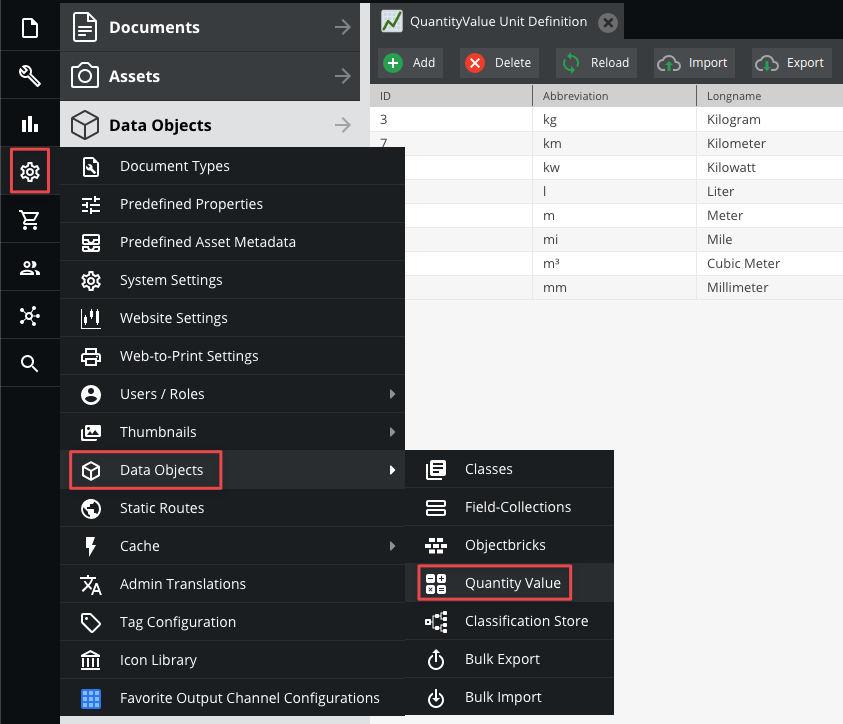 Documents
Assets
Data Objects
Document Types
Predefined Properties
Predefined Asset Metadata
System Settings
Website Settings
Web-to-Print Settings
Users / Roles
Thumbnails
Data Objects
Static Routes
Cache
Admin Translations
Tag Configuration
Icon Library
Favorite Output Channel Configurations
Classes
Field-Collections
Objectbricks
Quantity Value
Classification Store
Bulk Export
Bulk Import
QuantityValue Unit Definition
Add Delete Reload Import Export
ID Abbreviation Longname
3 kg Kilogram
7 km Kilometer
kw Kilowatt
l Liter
m Meter
mi Mile
m³ Cubic Meter
mm Millimeter